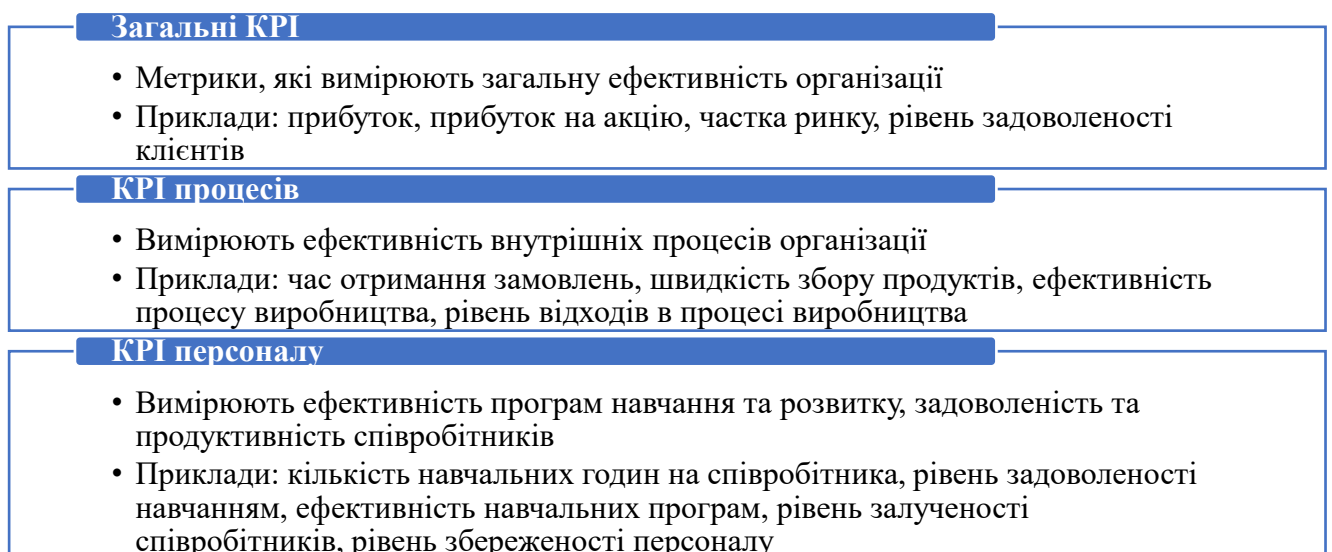 Загальні КРІ
• Метрики, які вимірюють загальну ефективність організації
• Приклади: прибуток, прибуток на акцію, частка ринку, рівень задоволеності
клієнтів
КРІ процесів
• Вимірюють ефективність внутрішніх процесів організації
• Приклади: час отримання замовлень, швидкість збору продуктів, ефективність
процесу виробництва, рівень відходів в процесі виробництва
КРІ персоналу
• Вимірюють ефективність програм навчання та розвитку, задоволеність та
продуктивність співробітників
• Приклади: кількість навчальних годин на співробітника, рівень задоволеності
навчанням, ефективність навчальних програм, рівень залученості
співробітників, рівень збереженості персоналу